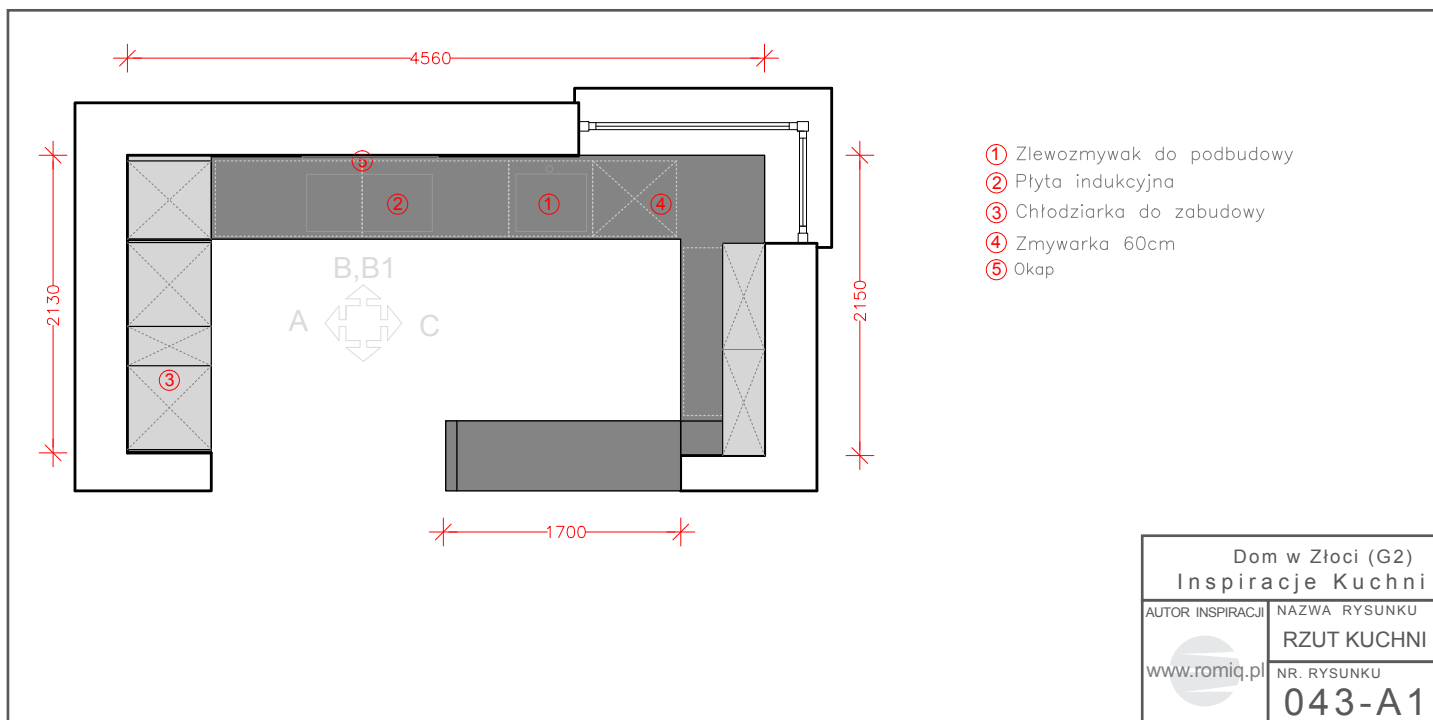 4560
① Zlewozmywak do podbudowy
② Płyta indukcyjna
③ Chłodziarka do zabudowy
④ Zmywarka 60cm
⑤ Okap
⑤
②
①
④
B,B1
A
C
2130
2150
③
1700
Dom w Złoci (G2)
Inspiracje Kuchni
AUTOR INSPIRACJI
www.romiq.pl
NAZWA RYSUNKU
RZUT KUCHNI
NR. RYSUNKU
043-A1